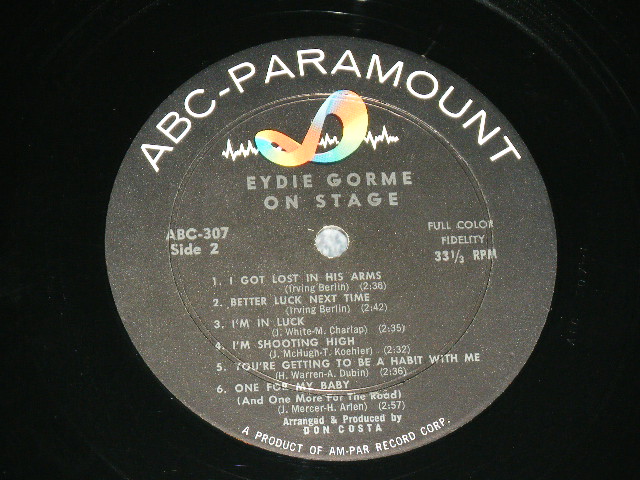 ABC-PARAMOUNT
EYDIE GORME
ON STAGE
ABC-307
Side 2
FULL COLOR
FIDELITY
33 1/3 RPM
1. I GOT LOST IN HIS ARMS
(Irving Berlin) (2:36)
2. BETTER LUCK NEXT TIME
(Irving Berlin) (2:42)
3. I'M IN LUCK
(J. White-M. Charlap) (2:35)
4. I'M SHOOTING HIGH
(J. McHugh-T. Koehler) (2:32)
5. YOU'RE GETTING TO BE A HABIT WITH ME
(H. Warren-A. Dubin) (2:36)
6. ONE FOR MY BABY
(And One More For The Road)
(J. Mercer-H. Arlen) (2:57)
Arranged & Produced by
DON COSTA
A PRODUCT OF AM-PAR RECORD CORP.